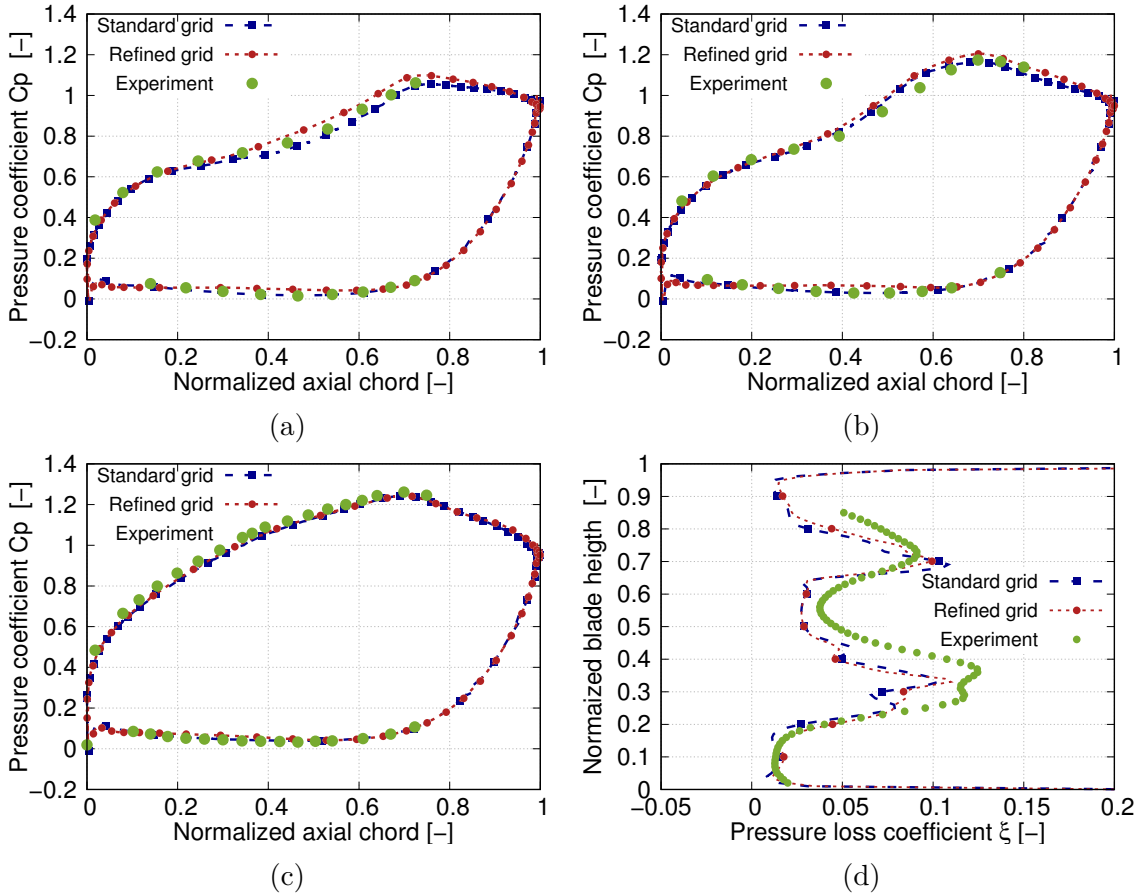 1.4
1.2
1
0.8
0.6
0.4
0.2
0
−0.2
Pressure coefficient Cp [−]
Standard grid
Refined grid
Experiment
0 0.2 0.4 0.6 0.8 1
Normalized axial chord [−]
(a)
1.4
1.2
1
0.8
0.6
0.4
0.2
0
−0.2
Pressure coefficient Cp [−]
Standard grid
Refined grid
Experiment
0 0.2 0.4 0.6 0.8 1
Normalized axial chord [−]
(b)
1.4
1.2
1
0.8
0.6
0.4
0.2
0
−0.2
Pressure coefficient Cp [−]
Standard grid
Refined grid
Experiment
0 0.2 0.4 0.6 0.8 1
Normalized axial chord [−]
(c)
1
0.9
0.8
0.7
0.6
0.5
0.4
0.3
0.2
0.1
0
Normaized blade heigth [−]
Standard grid
Refined grid
Experiment
−0.05 0 0.05 0.1 0.15 0.2
Pressure loss coefficient ξ [−]
(d)